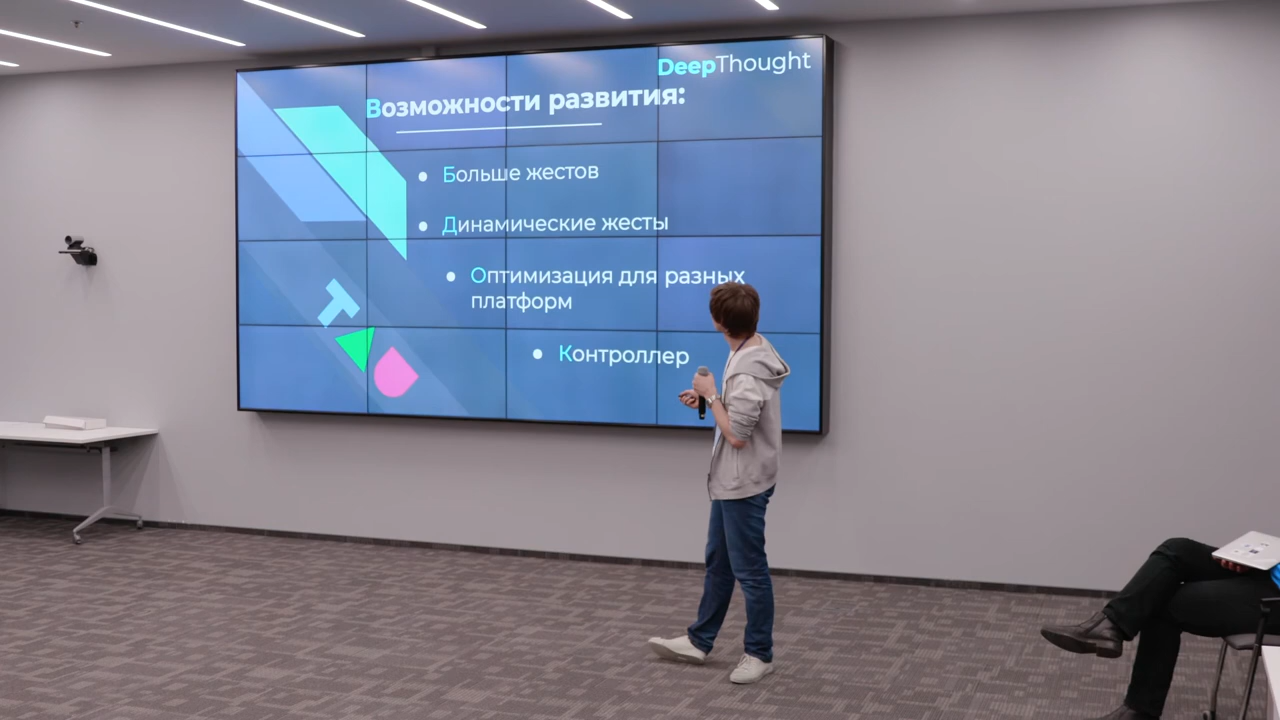 DeepThought
Возможности развития:
Больше жестов
Динамические жесты
Оптимизация для разных
платформ
Контроллер